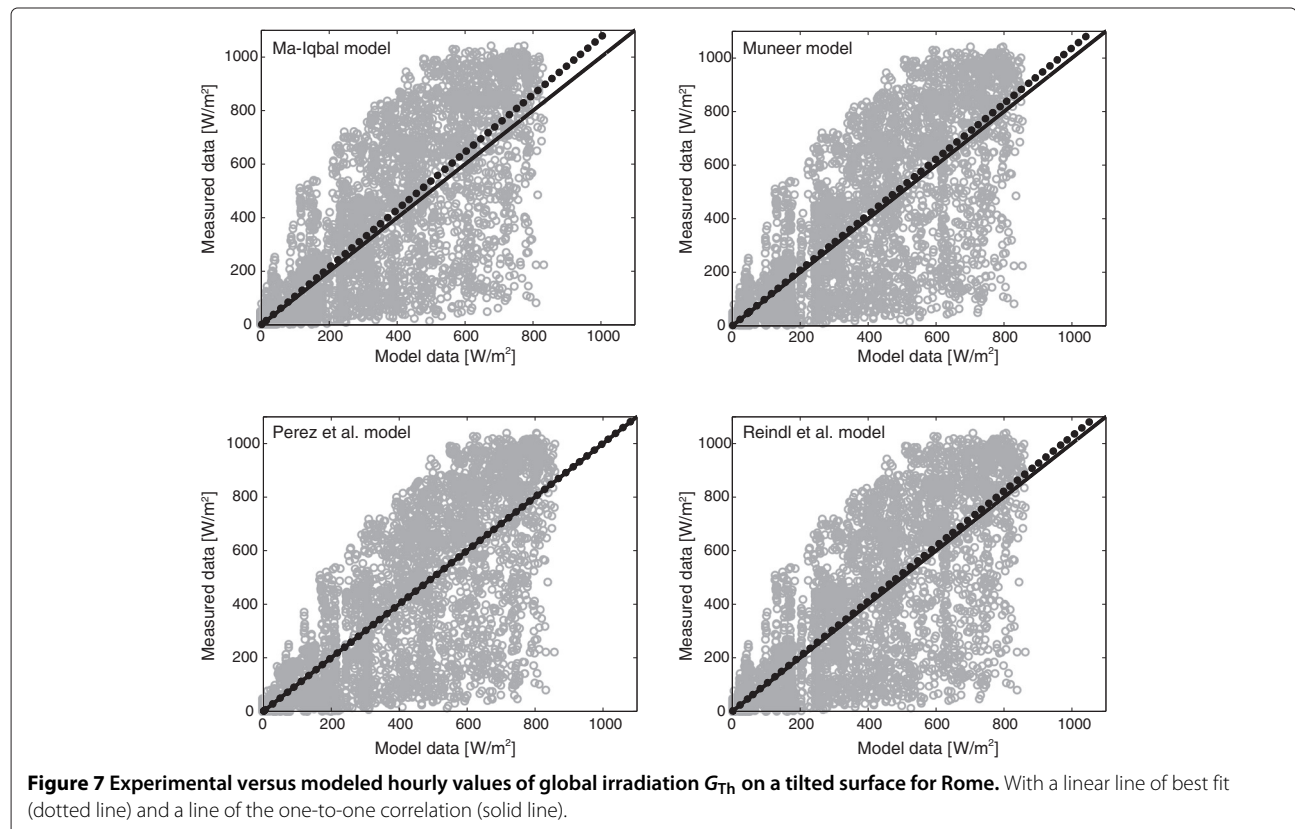 Ma-Iqbal model
Measured data [W/m²]
1000
800
600
400
200
0
0 200 400 600 800 1000
Model data [W/m²]
Muneer model
Measured data [W/m²]
1000
800
600
400
200
0
0 200 400 600 800 1000
Model data [W/m²]
Perez et al. model
Measured data [W/m²]
1000
800
600
400
200
0
0 200 400 600 800 1000
Model data [W/m²]
Reindl et al. model
Measured data [W/m²]
1000
800
600
400
200
0
0 200 400 600 800 1000
Model data [W/m²]
Figure 7 Experimental versus modeled hourly values of global irradiation G_Th on a tilted surface for Rome. With a linear line of best fit
(dotted line) and a line of the one-to-one correlation (solid line).